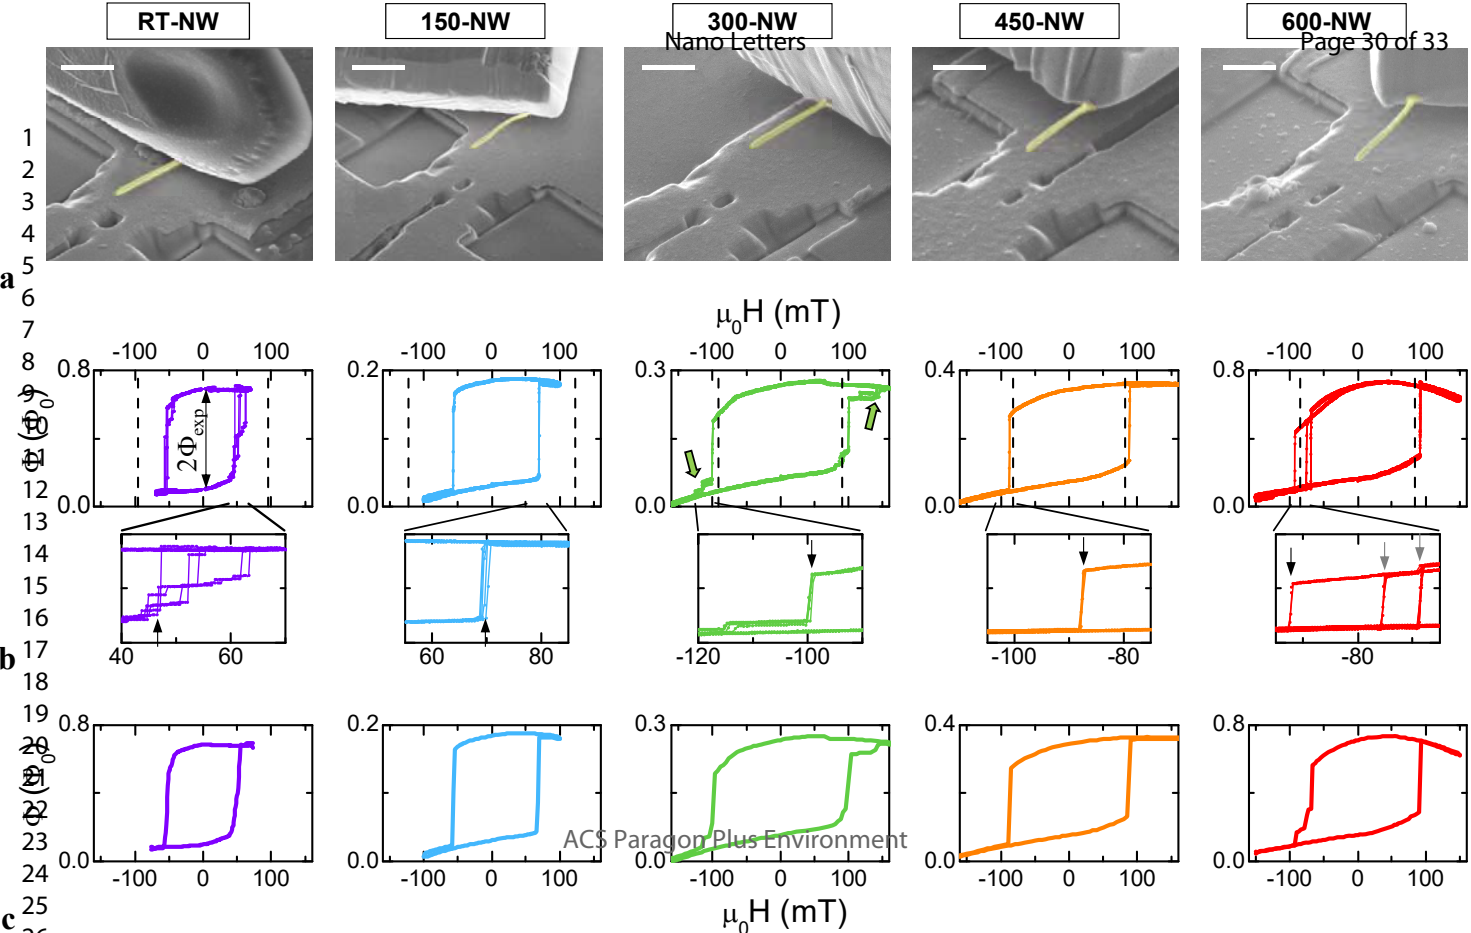 RT-NW 150-NW 300-NW 450-NW 600-NW
Nano Letters Page 30 of 33
1
2
3
4
5
a
6
μ0H (mT)
7
-100 0 100 -100 0 100 -100 0 100 -100 0 100 -100 0 100
8
0.8 0.2 0.3 0.4 0.8
9
Φ (Φ0)
10
2Φexp
11
12
0.0 0.0 0.0 0.0 0.0
13
14
15
16
17
40 60 60 80 -120 -100 -100 -80 -80
b
18
19
0.8 0.2 0.3 0.4 0.8
20
Φ (Φ0)
21
22
23
ACS Paragon Plus Environment
0.0 0.0 0.0 0.0 0.0
24
-100 0 100 -100 0 100 -100 0 100 -100 0 100 -100 0 100
25
μ0H (mT)
c